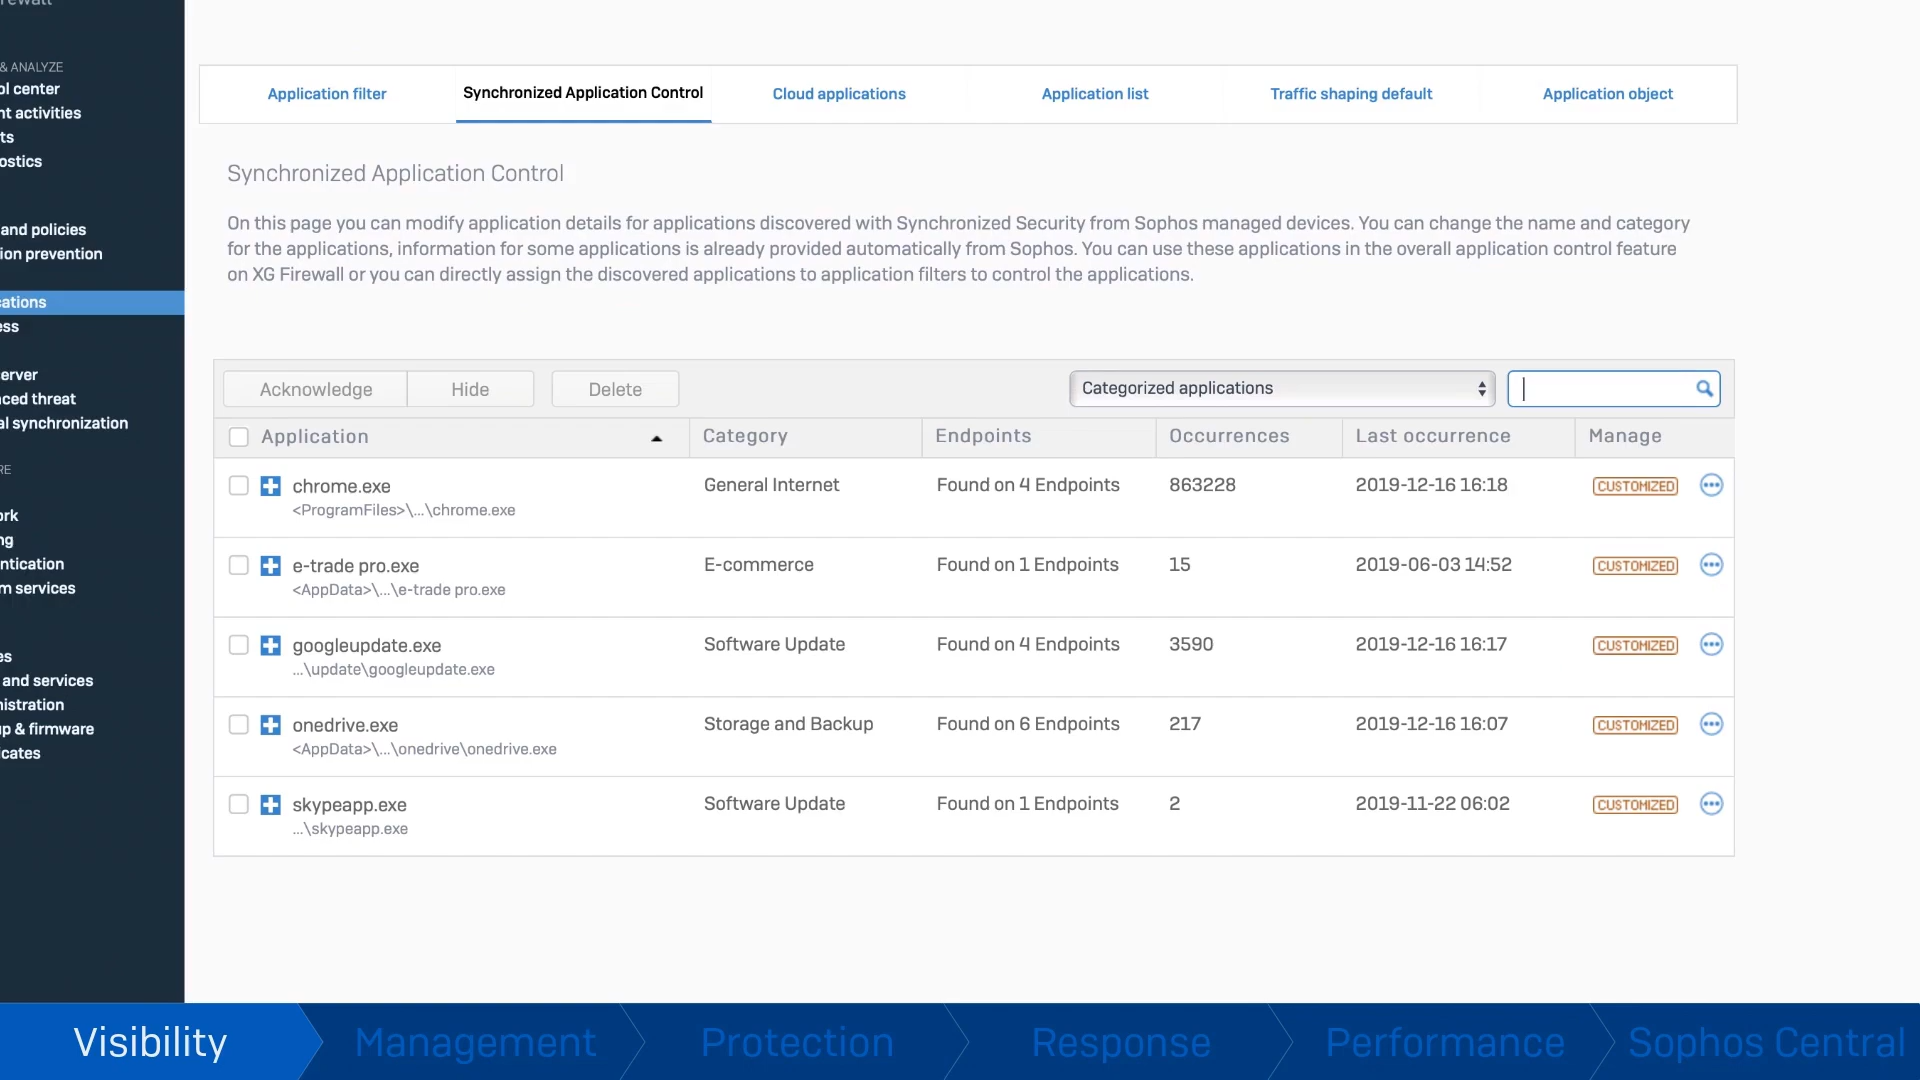 & ANALYZE
Application filter
Synchronized Application Control
Cloud applications
Application list
Traffic shaping default
Application object
Synchronized Application Control
On this page you can modify application details for applications discovered with Synchronized Security from Sophos managed devices. You can change the name and category
for the applications, information for some applications is already provided automatically from Sophos. You can use these applications in the overall application control feature
on XG Firewall or you can directly assign the discovered applications to application filters to control the applications.
ol center
nt activities
ts
ostics
and policies
ion prevention
cations
ess
erver
ced threat
al synchronization
RE
ork
ng
ntication
m services
es
and services
nistration
up & firmware
icates
Acknowledge
Hide
Delete
Categorized applications
Application
Category
Endpoints
Occurrences
Last occurrence
Manage
chrome.exe
General Internet
Found on 4 Endpoints
863228
2019-12-16 16:18
CUSTOMIZED
<ProgramFiles>\...\chrome.exe
e-trade pro.exe
E-commerce
Found on 1 Endpoints
15
2019-06-03 14:52
CUSTOMIZED
<AppData>\...\e-trade pro.exe
googleupdate.exe
Software Update
Found on 4 Endpoints
3590
2019-12-16 16:17
CUSTOMIZED
...\update\googleupdate.exe
onedrive.exe
Storage and Backup
Found on 6 Endpoints
217
2019-12-16 16:07
CUSTOMIZED
<AppData>\...\onedrive\onedrive.exe
skypeapp.exe
Software Update
Found on 1 Endpoints
2
2019-11-22 06:02
CUSTOMIZED
...\skypeapp.exe
Visibility
Management
Protection
Response
Performance
Sophos Central